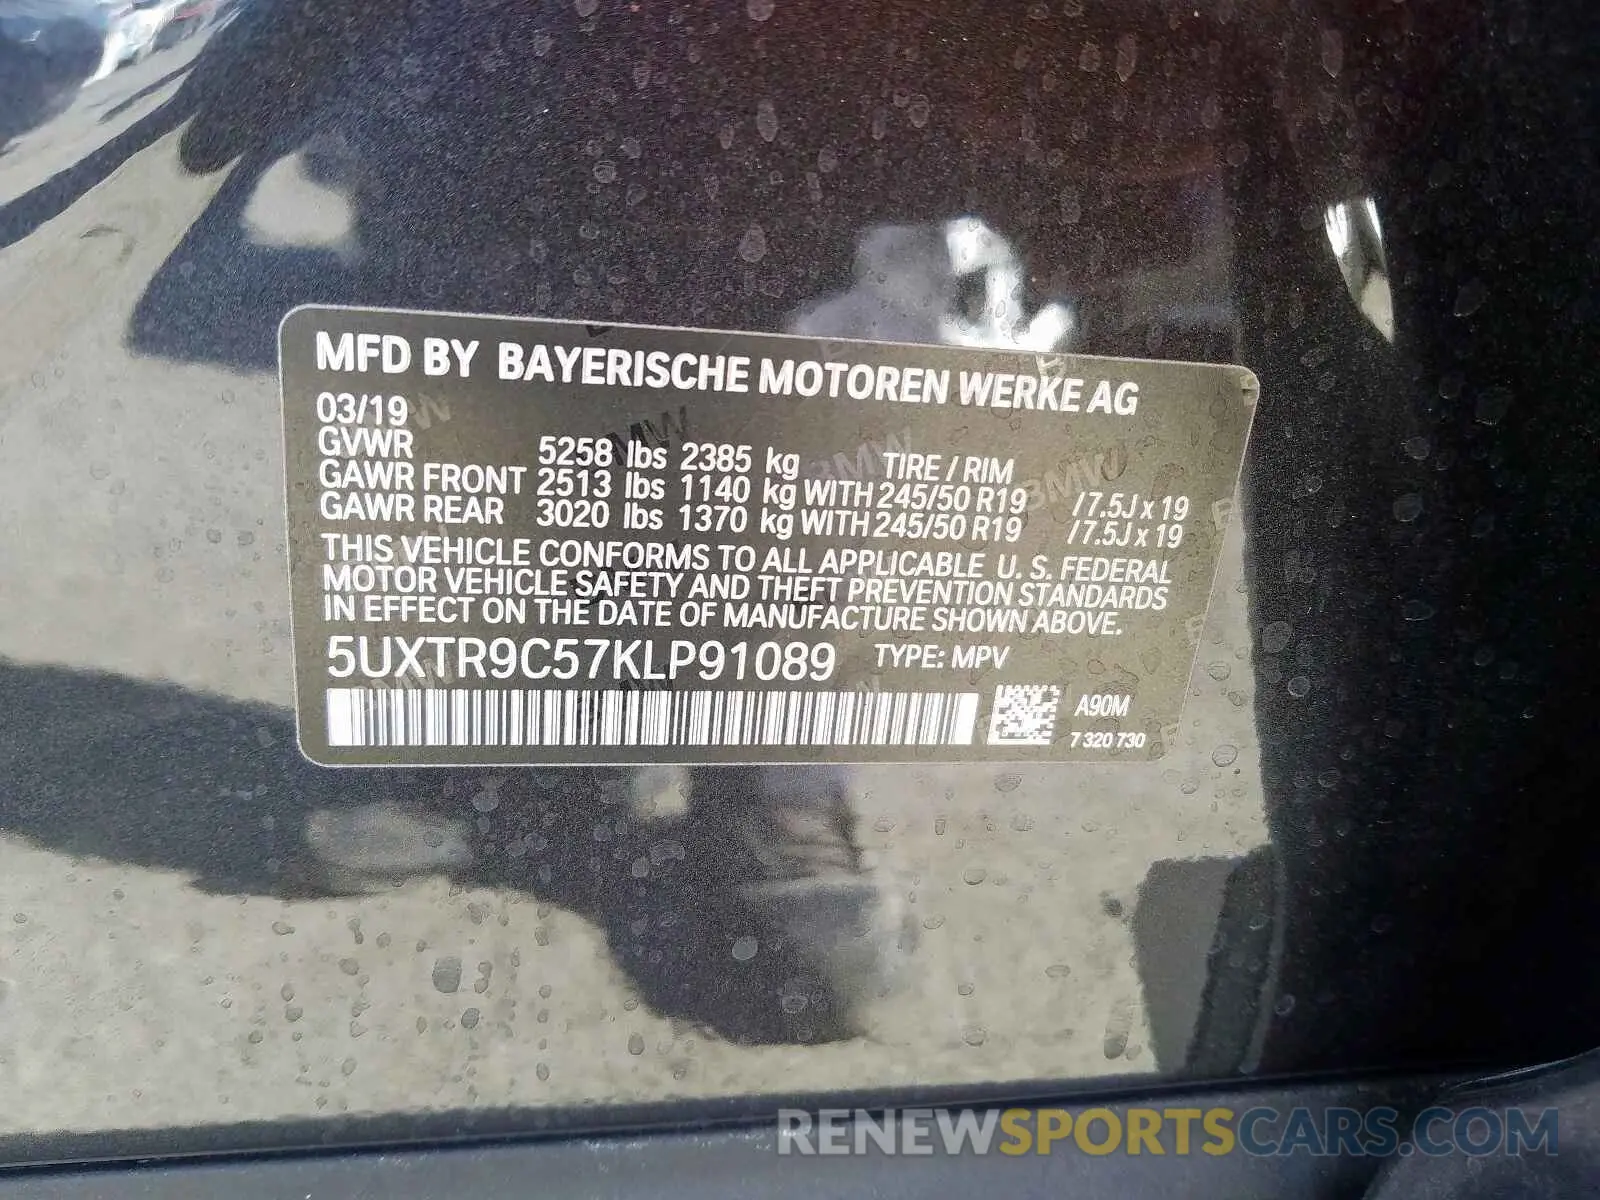 MFD BY BAYERISCHE MOTOREN WERKE AG
03/19
GVWR 5258 lbs 2385 kg TIRE / RIM
GAWR FRONT 2513 lbs 1140 kg WITH 245/50 R19 /7.5J x 19
GAWR REAR 3020 lbs 1370 kg WITH 245/50 R19 /7.5J x 19
THIS VEHICLE CONFORMS TO ALL APPLICABLE U. S. FEDERAL
MOTOR VEHICLE SAFETY AND THEFT PREVENTION STANDARDS
IN EFFECT ON THE DATE OF MANUFACTURE SHOWN ABOVE.
5UXTR9C57KLP91089 TYPE: MPV
A90M
7 320 730
RENEWSPORTSCARS.COM